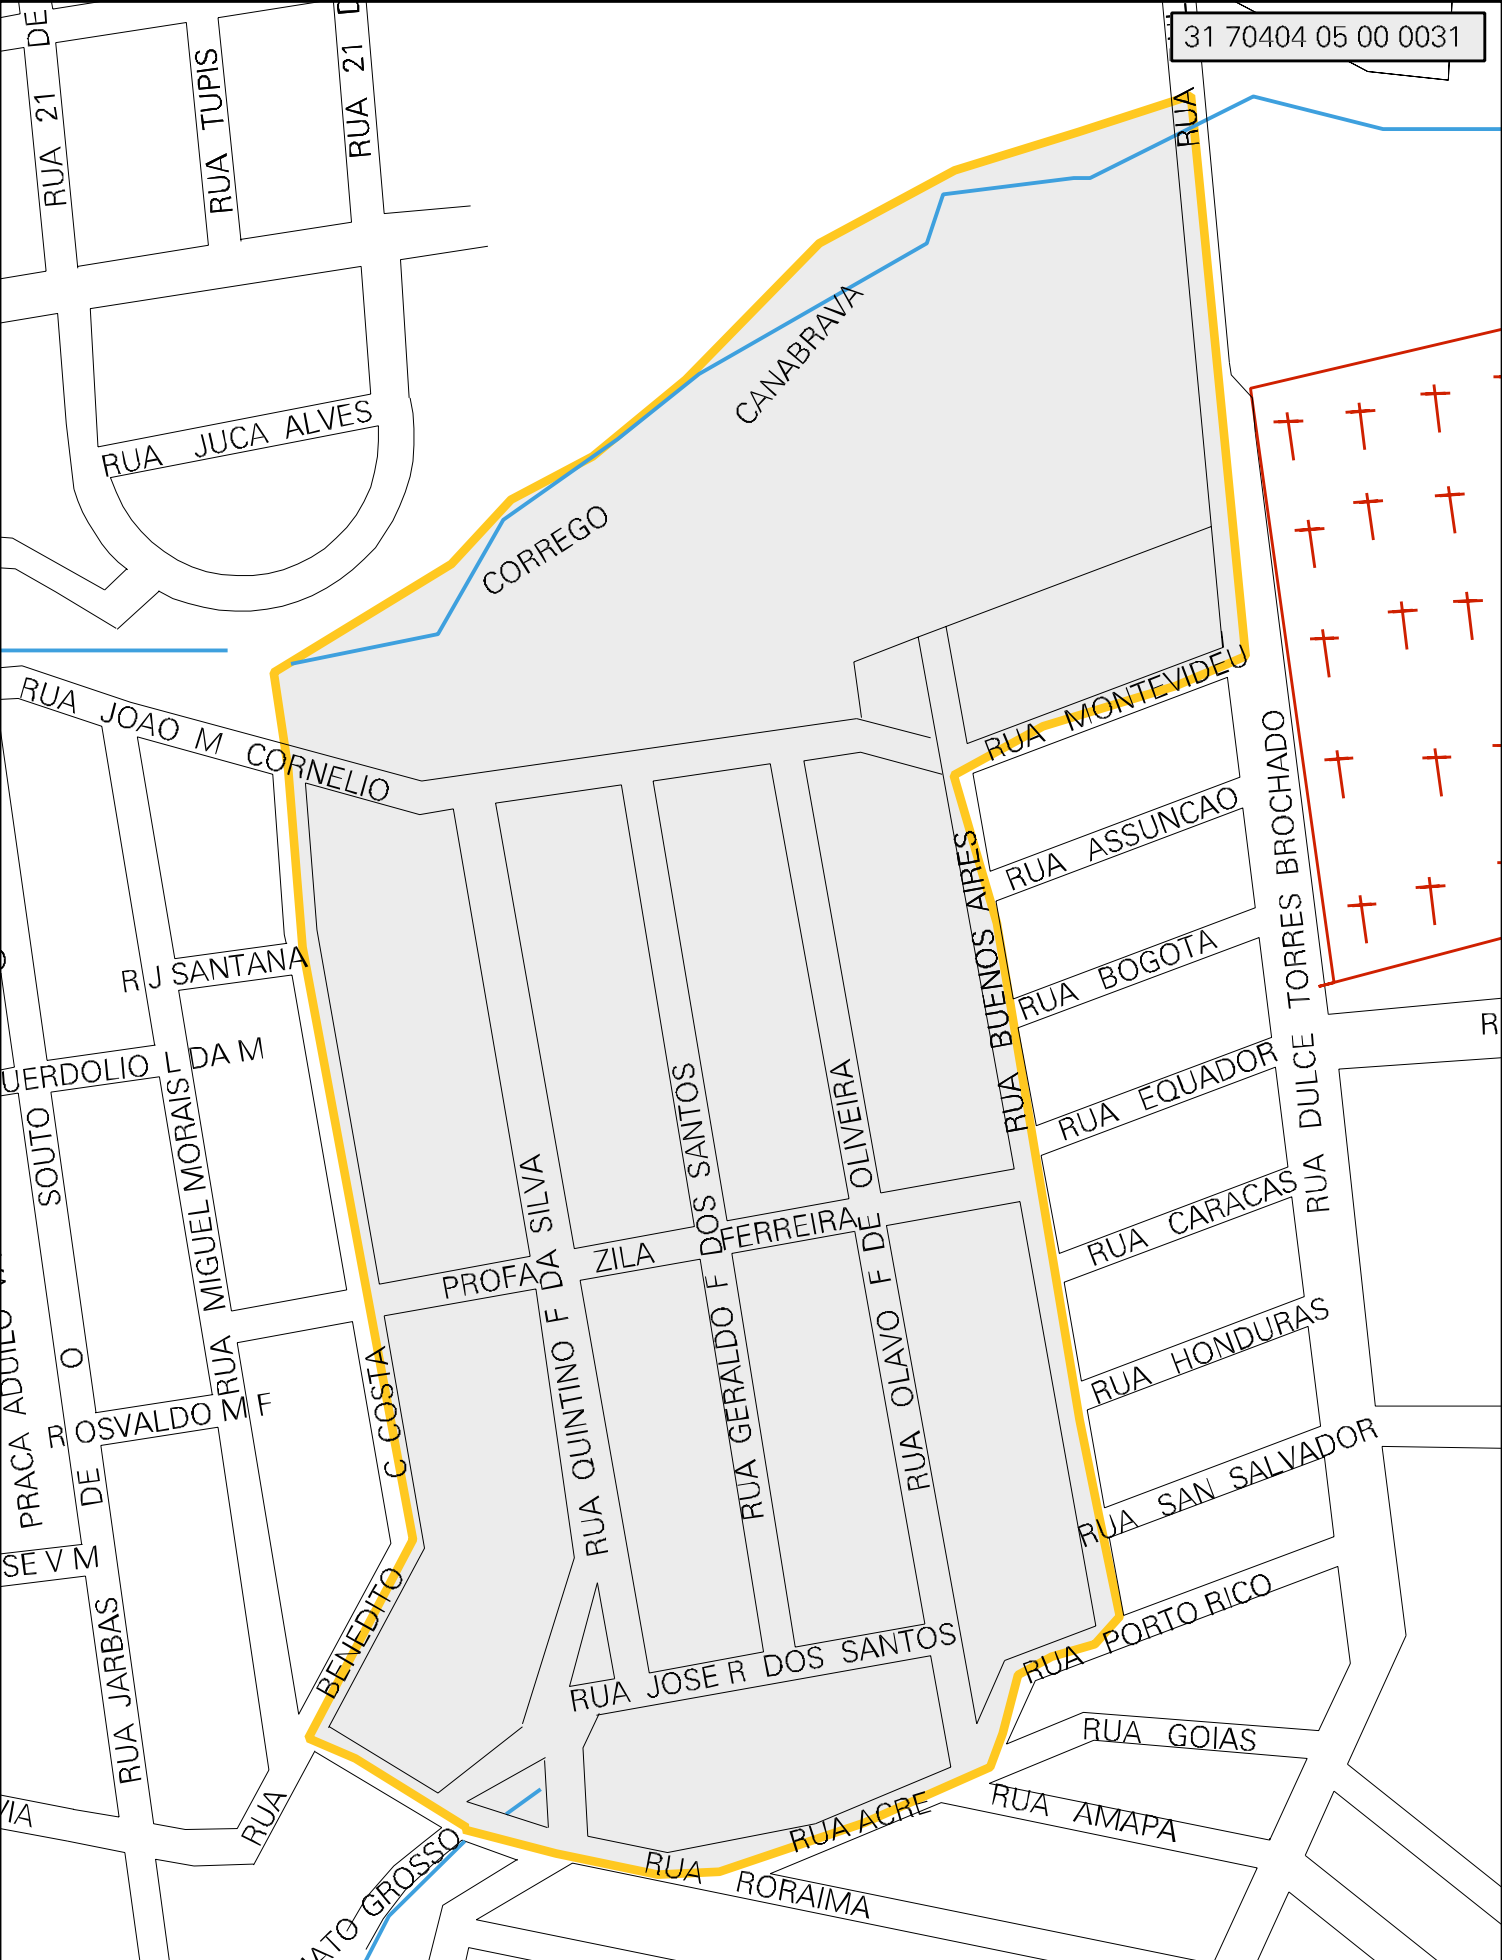 31 70404 05 00 0031
RUA 21 DE
RUA TUPIS
RUA 21 D
RUA
CANABRAVA
CORREGO
RUA JUCA ALVES
RUA JOAO M CORNELIO
RUA MONTEVIDEU
RUA ASSUNCAO
RUA BOGOTA
RUA EQUADOR
RUA CARACAS
RUA HONDURAS
RUA SAN SALVADOR
RUA PORTO RICO
RUA GOIAS
RUA AMAPA
RUA RORAIMA
RUA ACRE
RUA DULCE TORRES BROCHADO
R
RUA BUENOS AIRES
R J SANTANA
UERDOLIO L DA M
SOUTO
O
DE
RUA MIGUEL MORAIS
R OSVALDO M F
PRACA ADUILO
SE V M
RUA JARBAS
VIA
RUA BENEDITO C COSTA
PROFA ZILA FERREIRA
RUA QUINTINO F DA SILVA
RUA GERALDO F DOS SANTOS
RUA OLAVO F DE OLIVEIRA
RUA JOSE R DOS SANTOS
MATO GROSSO